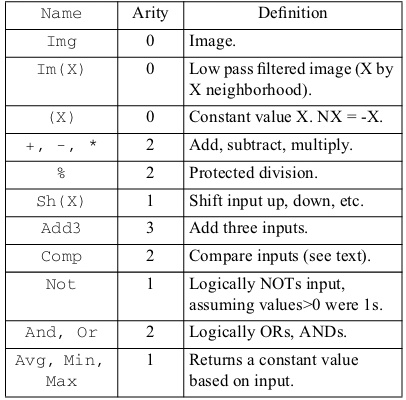 Name Arity Definition
Img 0 Image.
Im(X) 0 Low pass filtered image (X by
X neighborhood).
(X) 0 Constant value X. NX = -X.
+, -, * 2 Add, subtract, multiply.
% 2 Protected division.
Sh(X) 1 Shift input up, down, etc.
Add3 3 Add three inputs.
Comp 2 Compare inputs (see text).
Not 1 Logically NOTs input,
assuming values>0 were 1s.
And, Or 2 Logically ORs, ANDs.
Avg, Min, 1 Returns a constant value
Max based on input.